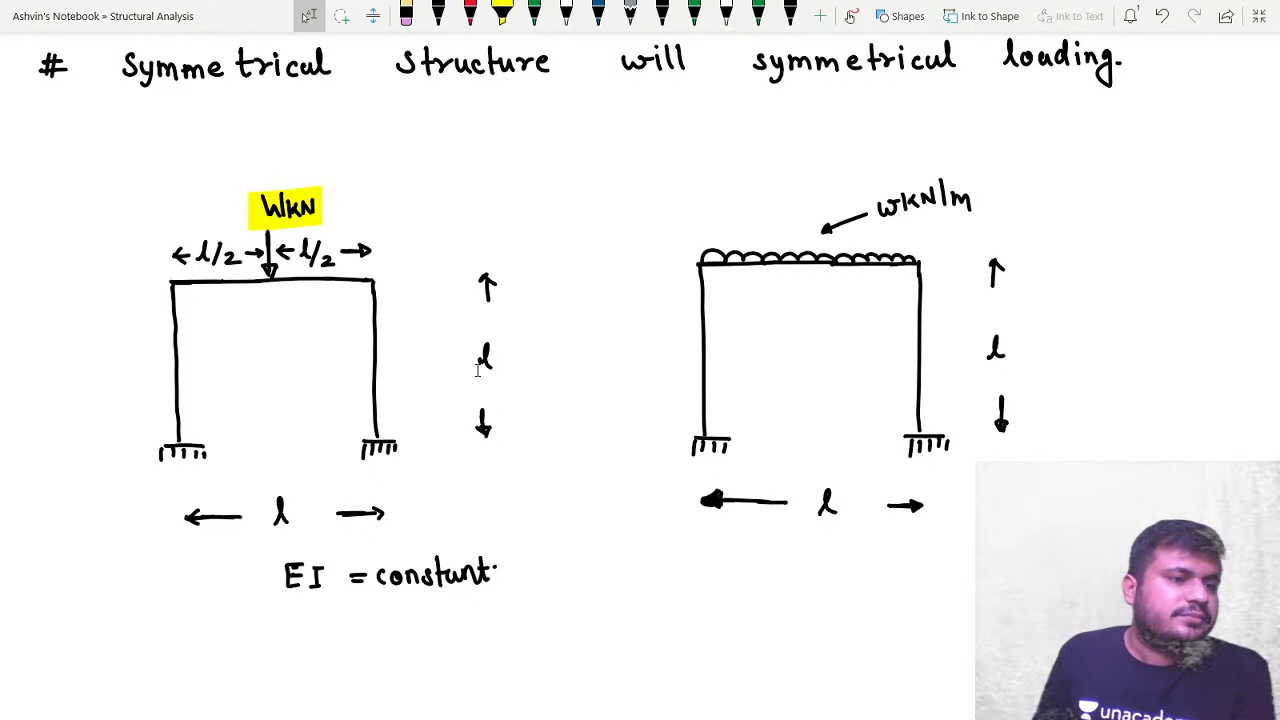 Ashvin's Notebook » Structural Analysis
Shapes
Ink to Shape
Ink to Text
# Symmetrical structure will symmetrical loading.
WKN
l/2 l/2
l
l
EI = constant.
wKN/m
l
l
unacade